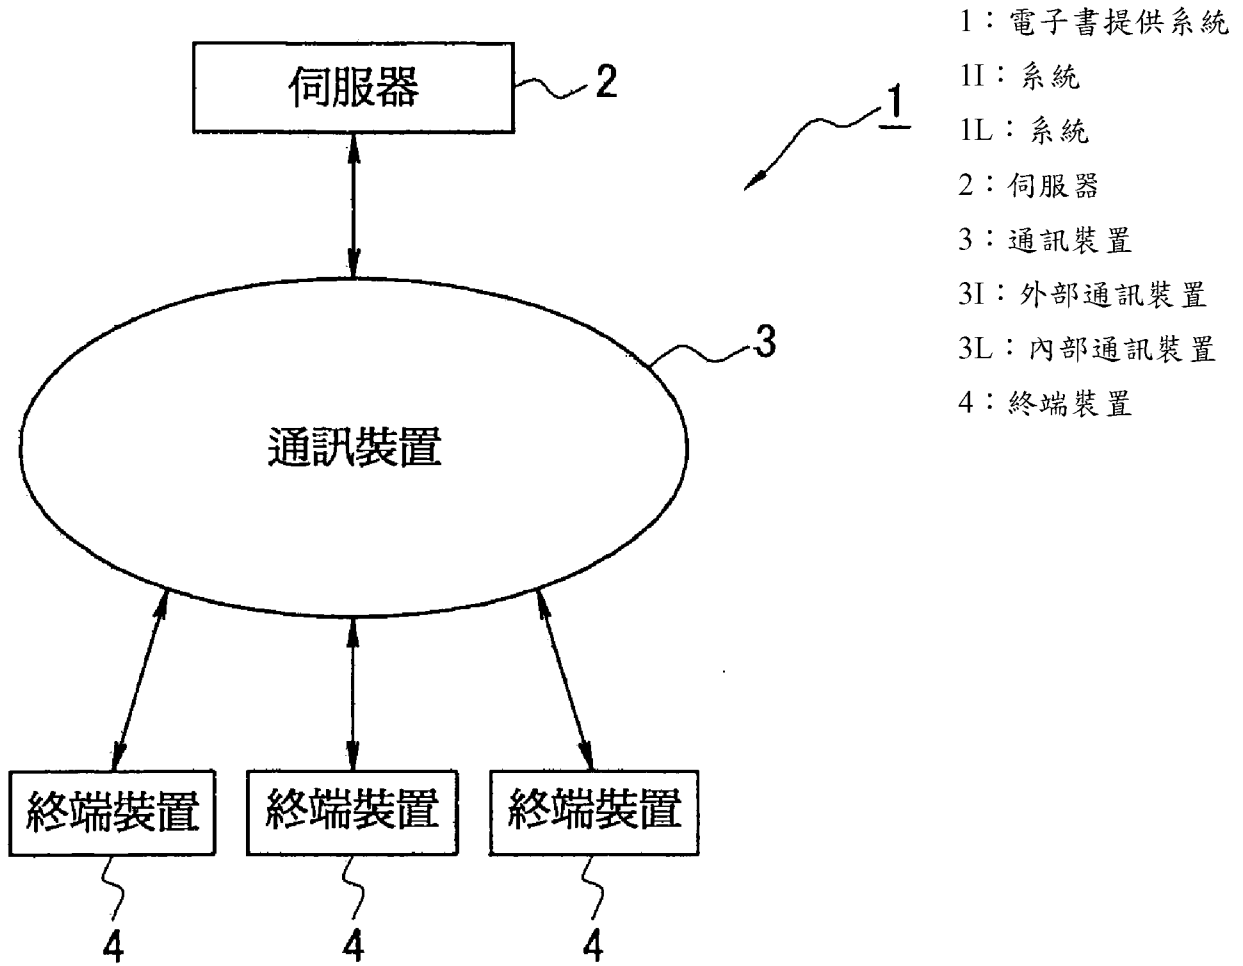 伺服器
2
1
通訊裝置
3
終端裝置
終端裝置
終端裝置
4
4
4
1：電子書提供系統
1I：系統
1L：系統
2：伺服器
3：通訊裝置
3I：外部通訊裝置
3L：內部通訊裝置
4：終端裝置